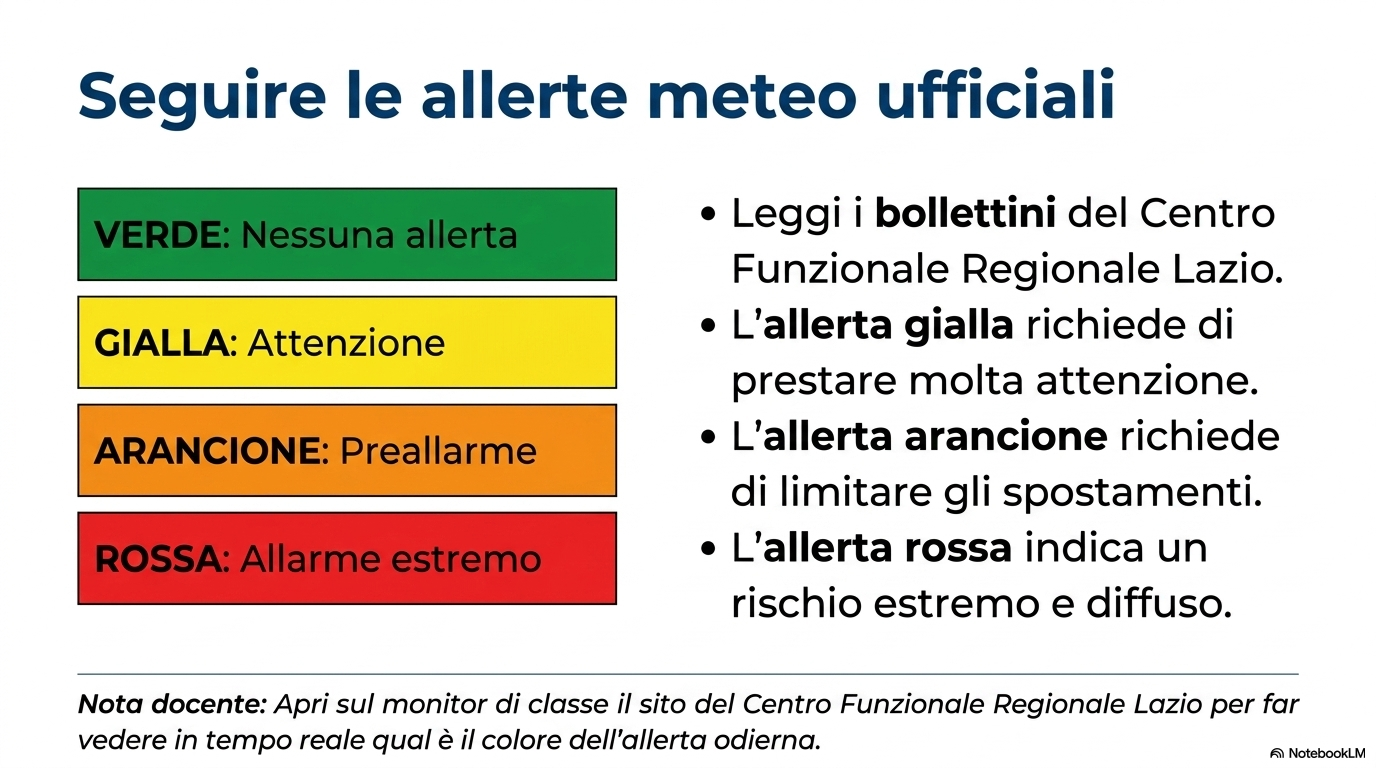 Seguire le allerte meteo ufficiali
VERDE: Nessuna allerta
GIALLA: Attenzione
ARANCIONE: Preallarme
ROSSA: Allarme estremo
• Leggi i bollettini del Centro
Funzionale Regionale Lazio.
• L’allerta gialla richiede di
prestare molta attenzione.
• L’allerta arancione richiede
di limitare gli spostamenti.
• L’allerta rossa indica un
rischio estremo e diffuso.
Nota docente: Apri sul monitor di classe il sito del Centro Funzionale Regionale Lazio per far
vedere in tempo reale qual è il colore dell’allerta odierna.
NotebookLM